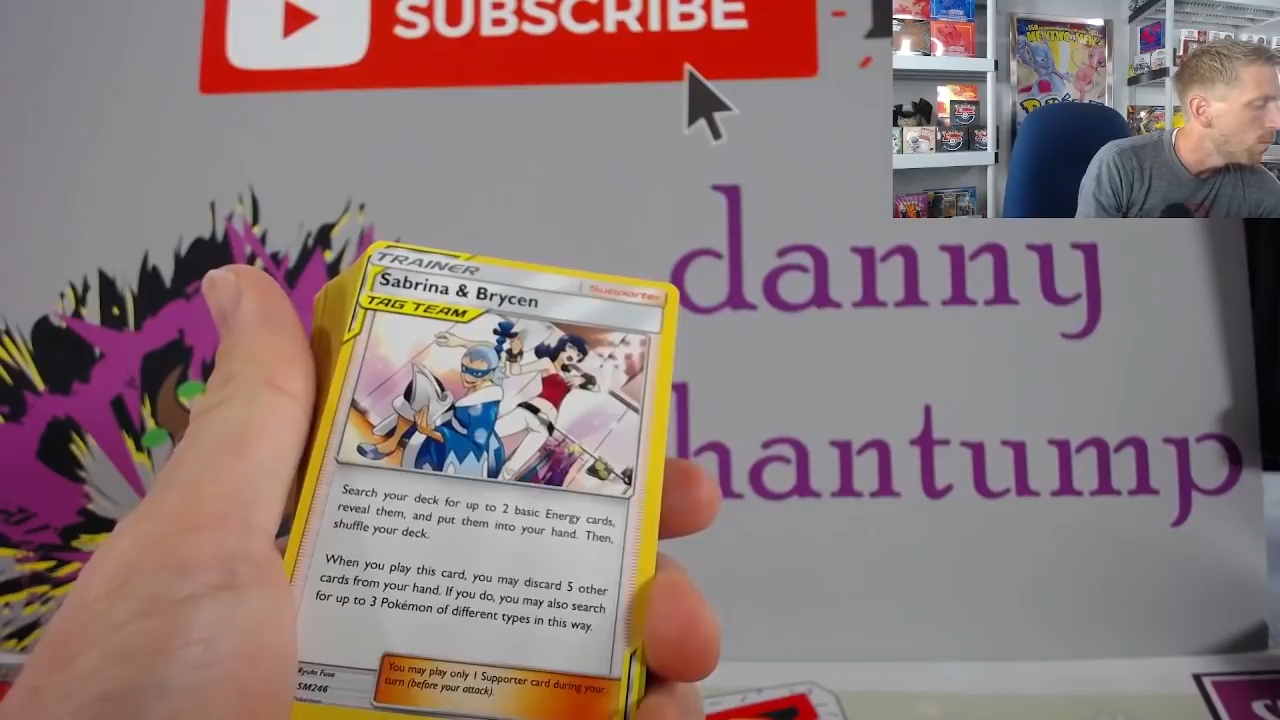 SUBSCRIBE
MEWTWO MEW
danny
hantump
TRAINER
Supporter
Sabrina & Brycen
TAG TEAM
Search your deck for up to 2 basic Energy cards,
reveal them, and put them into your hand. Then,
shuffle your deck.
When you play this card, you may discard 5 other
cards from your hand. If you do, you may also search
for up to 3 Pokémon of different types in this way.
You may play only 1 Supporter card during your
turn (before your attack).
Ryuta Fuse
SM246